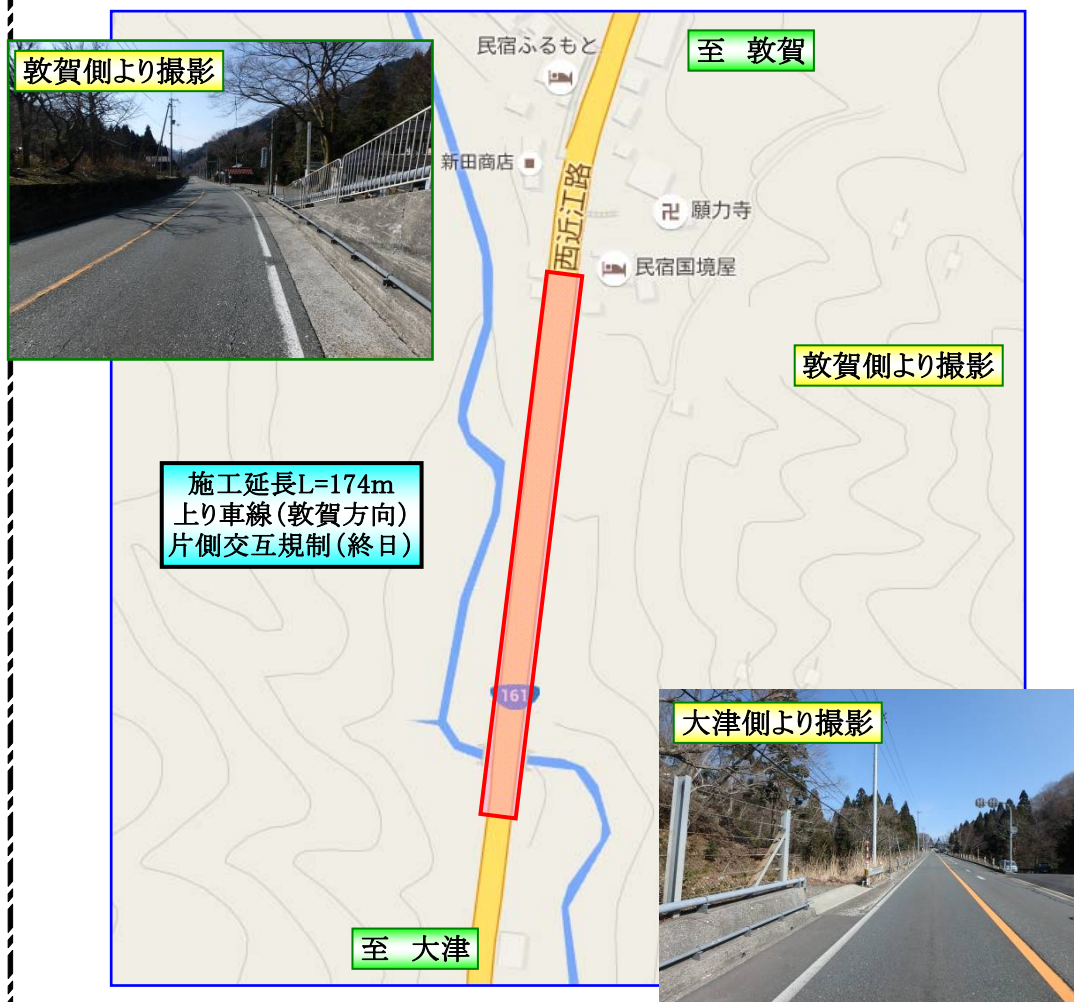 民宿ふるもと
至 敦賀
敦賀側より撮影
新田商店
西近江路
願力寺
民宿国境屋
敦賀側より撮影
施工延長L=174m
上り車線(敦賀方向)
片側交互規制(終日)
161
大津側より撮影
至 大津